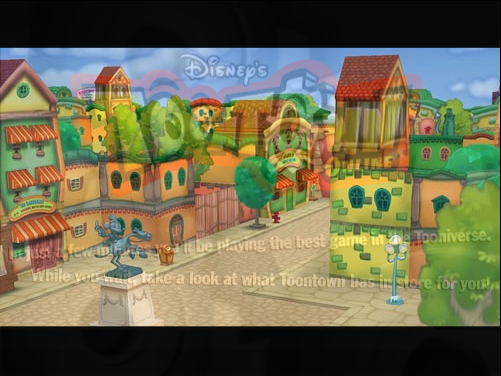 Disney's
Just a few minutes, you'll be playing the best game in the Tooniverse.
While you wait, take a look at what Toontown has in store for you!